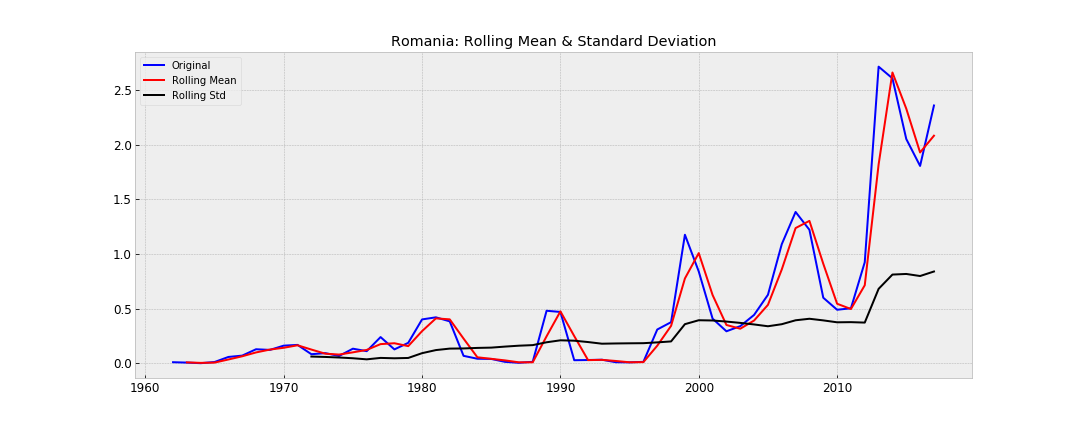 Romania: Rolling Mean & Standard Deviation
Original
Rolling Mean
Rolling Std
2.5
2.0
1.5
1.0
0.5
0.0
1960 1970 1980 1990 2000 2010